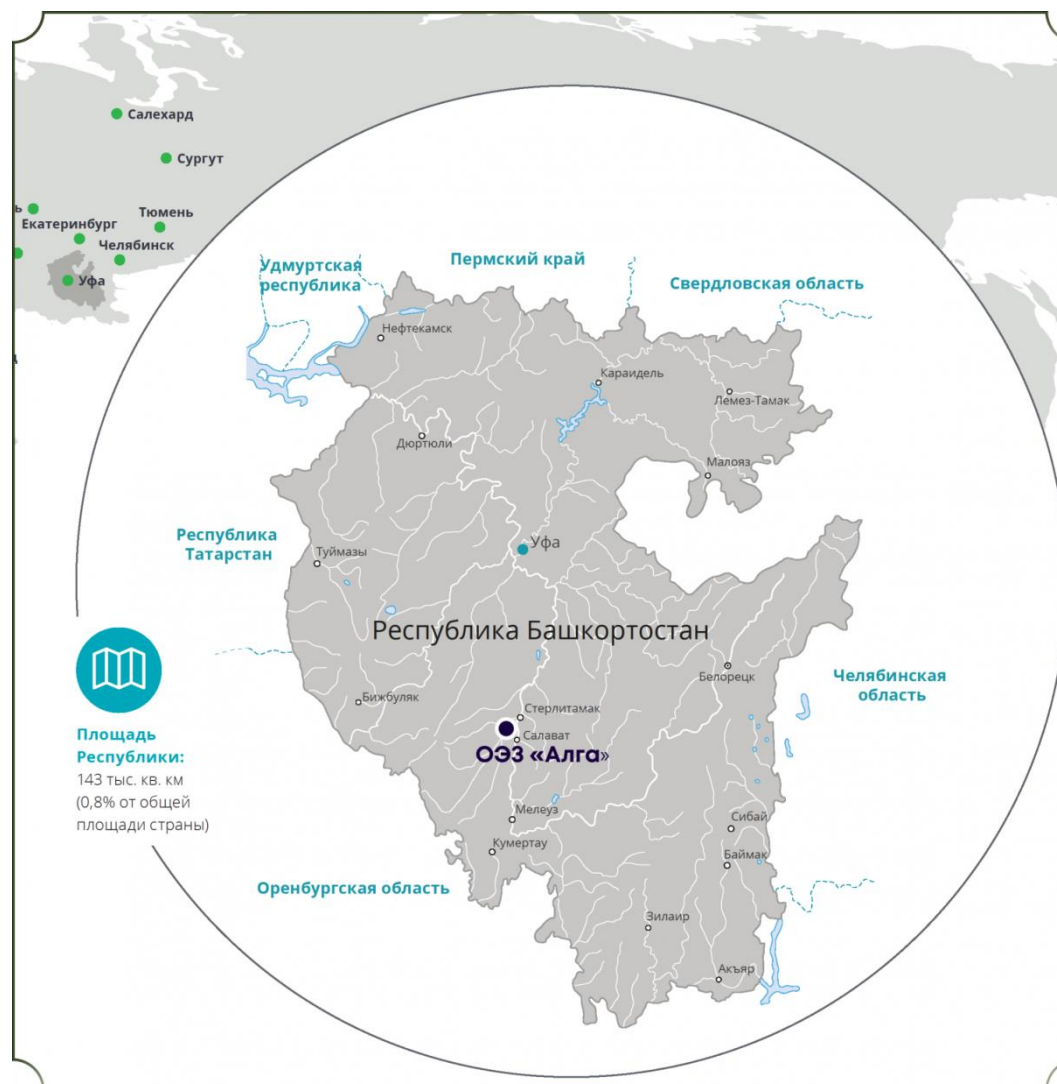 Салехард
Сургут
ь
Екатеринбург
Тюмень
Челябинск
Уфа
Удмуртская
республика
Пермский край
Свердловская область
Нефтекамск
Караидель
Лемез-Тамак
Дюртюли
Малояз
Республика
Татарстан
Туймазы
Уфа
Республика Башкортостан
Белорецк
Челябинская
область
Бижбуляк
Стерлитамак
Салават
ОЭЗ «Алга»
Площадь
Республики:
143 тыс. кв. км
(0,8% от общей
площади страны)
Мелеуз
Сибай
Кумертау
Баймак
Оренбургская область
Зилаир
Акъяр